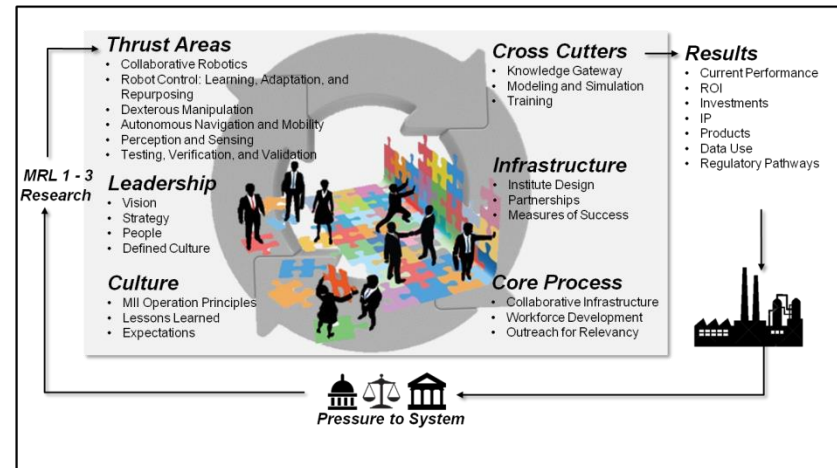 Thrust Areas
• Collaborative Robotics
• Robot Control: Learning, Adaptation, and
Repurposing
• Dexterous Manipulation
• Autonomous Navigation and Mobility
• Perception and Sensing
• Testing, Verification, and Validation
Cross Cutters
• Knowledge Gateway
• Modeling and Simulation
• Training
Results
• Current Performance
• ROI
• Investments
• IP
• Products
• Data Use
• Regulatory Pathways
MRL 1 - 3
Research
Leadership
• Vision
• Strategy
• People
• Defined Culture
Infrastructure
• Institute Design
• Partnerships
• Measures of Success
Culture
• MII Operation Principles
• Lessons Learned
• Expectations
Core Process
• Collaborative Infrastructure
• Workforce Development
• Outreach for Relevancy
Pressure to System